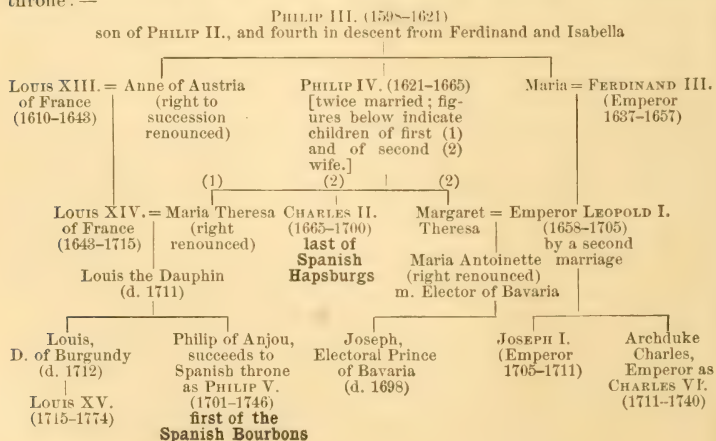 throne: —
PHILIP III. (1598–1621)
son of PHILIP II., and fourth in descent from Ferdinand and Isabella
LOUIS XIII. = Anne of Austria
of France (right to
(1610–1643) succession
renounced)
PHILIP IV. (1621–1665)
[twice married; fig-
ures below indicate
children of first (1)
and of second (2)
wife.]
Maria = FERDINAND III.
(Emperor
1637–1657)
(1) (2) (2)
LOUIS XIV. = Maria Theresa
of France (right
(1643–1715) renounced)
CHARLES II.
(1665–1700)
last of
Spanish
Hapsburgs
Margaret = Emperor LEOPOLD I.
Theresa (1658–1705)
by a second
marriage
Maria Antoinette
(right renounced)
m. Elector of Bavaria
Louis the Dauphin
(d. 1711)
Louis,
D. of Burgundy
(d. 1712)
LOUIS XV.
(1715–1774)
Philip of Anjou,
succeeds to
Spanish throne
as PHILIP V.
(1701–1746)
first of the
Spanish Bourbons
Joseph,
Electoral Prince
of Bavaria
(d. 1698)
JOSEPH I.
(Emperor
1705–1711)
Archduke
Charles,
Emperor as
CHARLES VI.
(1711–1740)